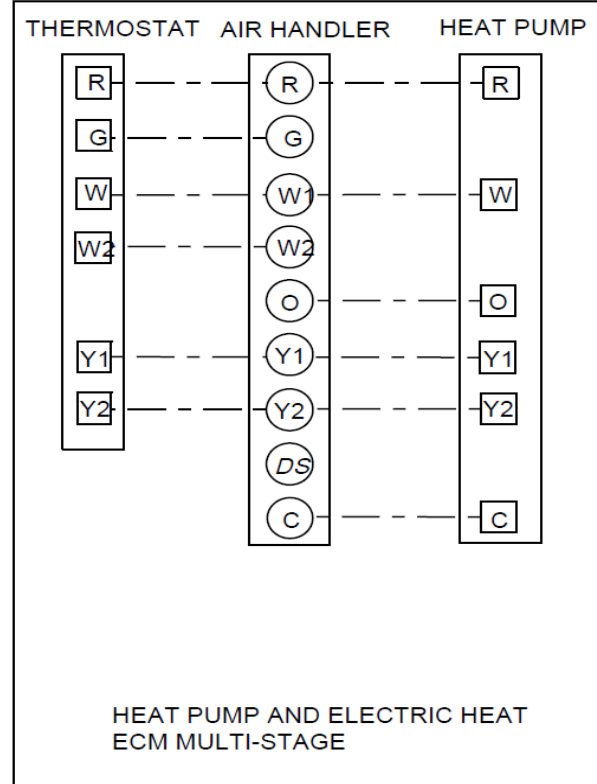 THERMOSTAT AIR HANDLER HEAT PUMP
R R R
G G
W W1 W
W2 W2
O O
Y1 Y1 Y1
Y2 Y2 Y2
DS
C C
HEAT PUMP AND ELECTRIC HEAT
ECM MULTI-STAGE